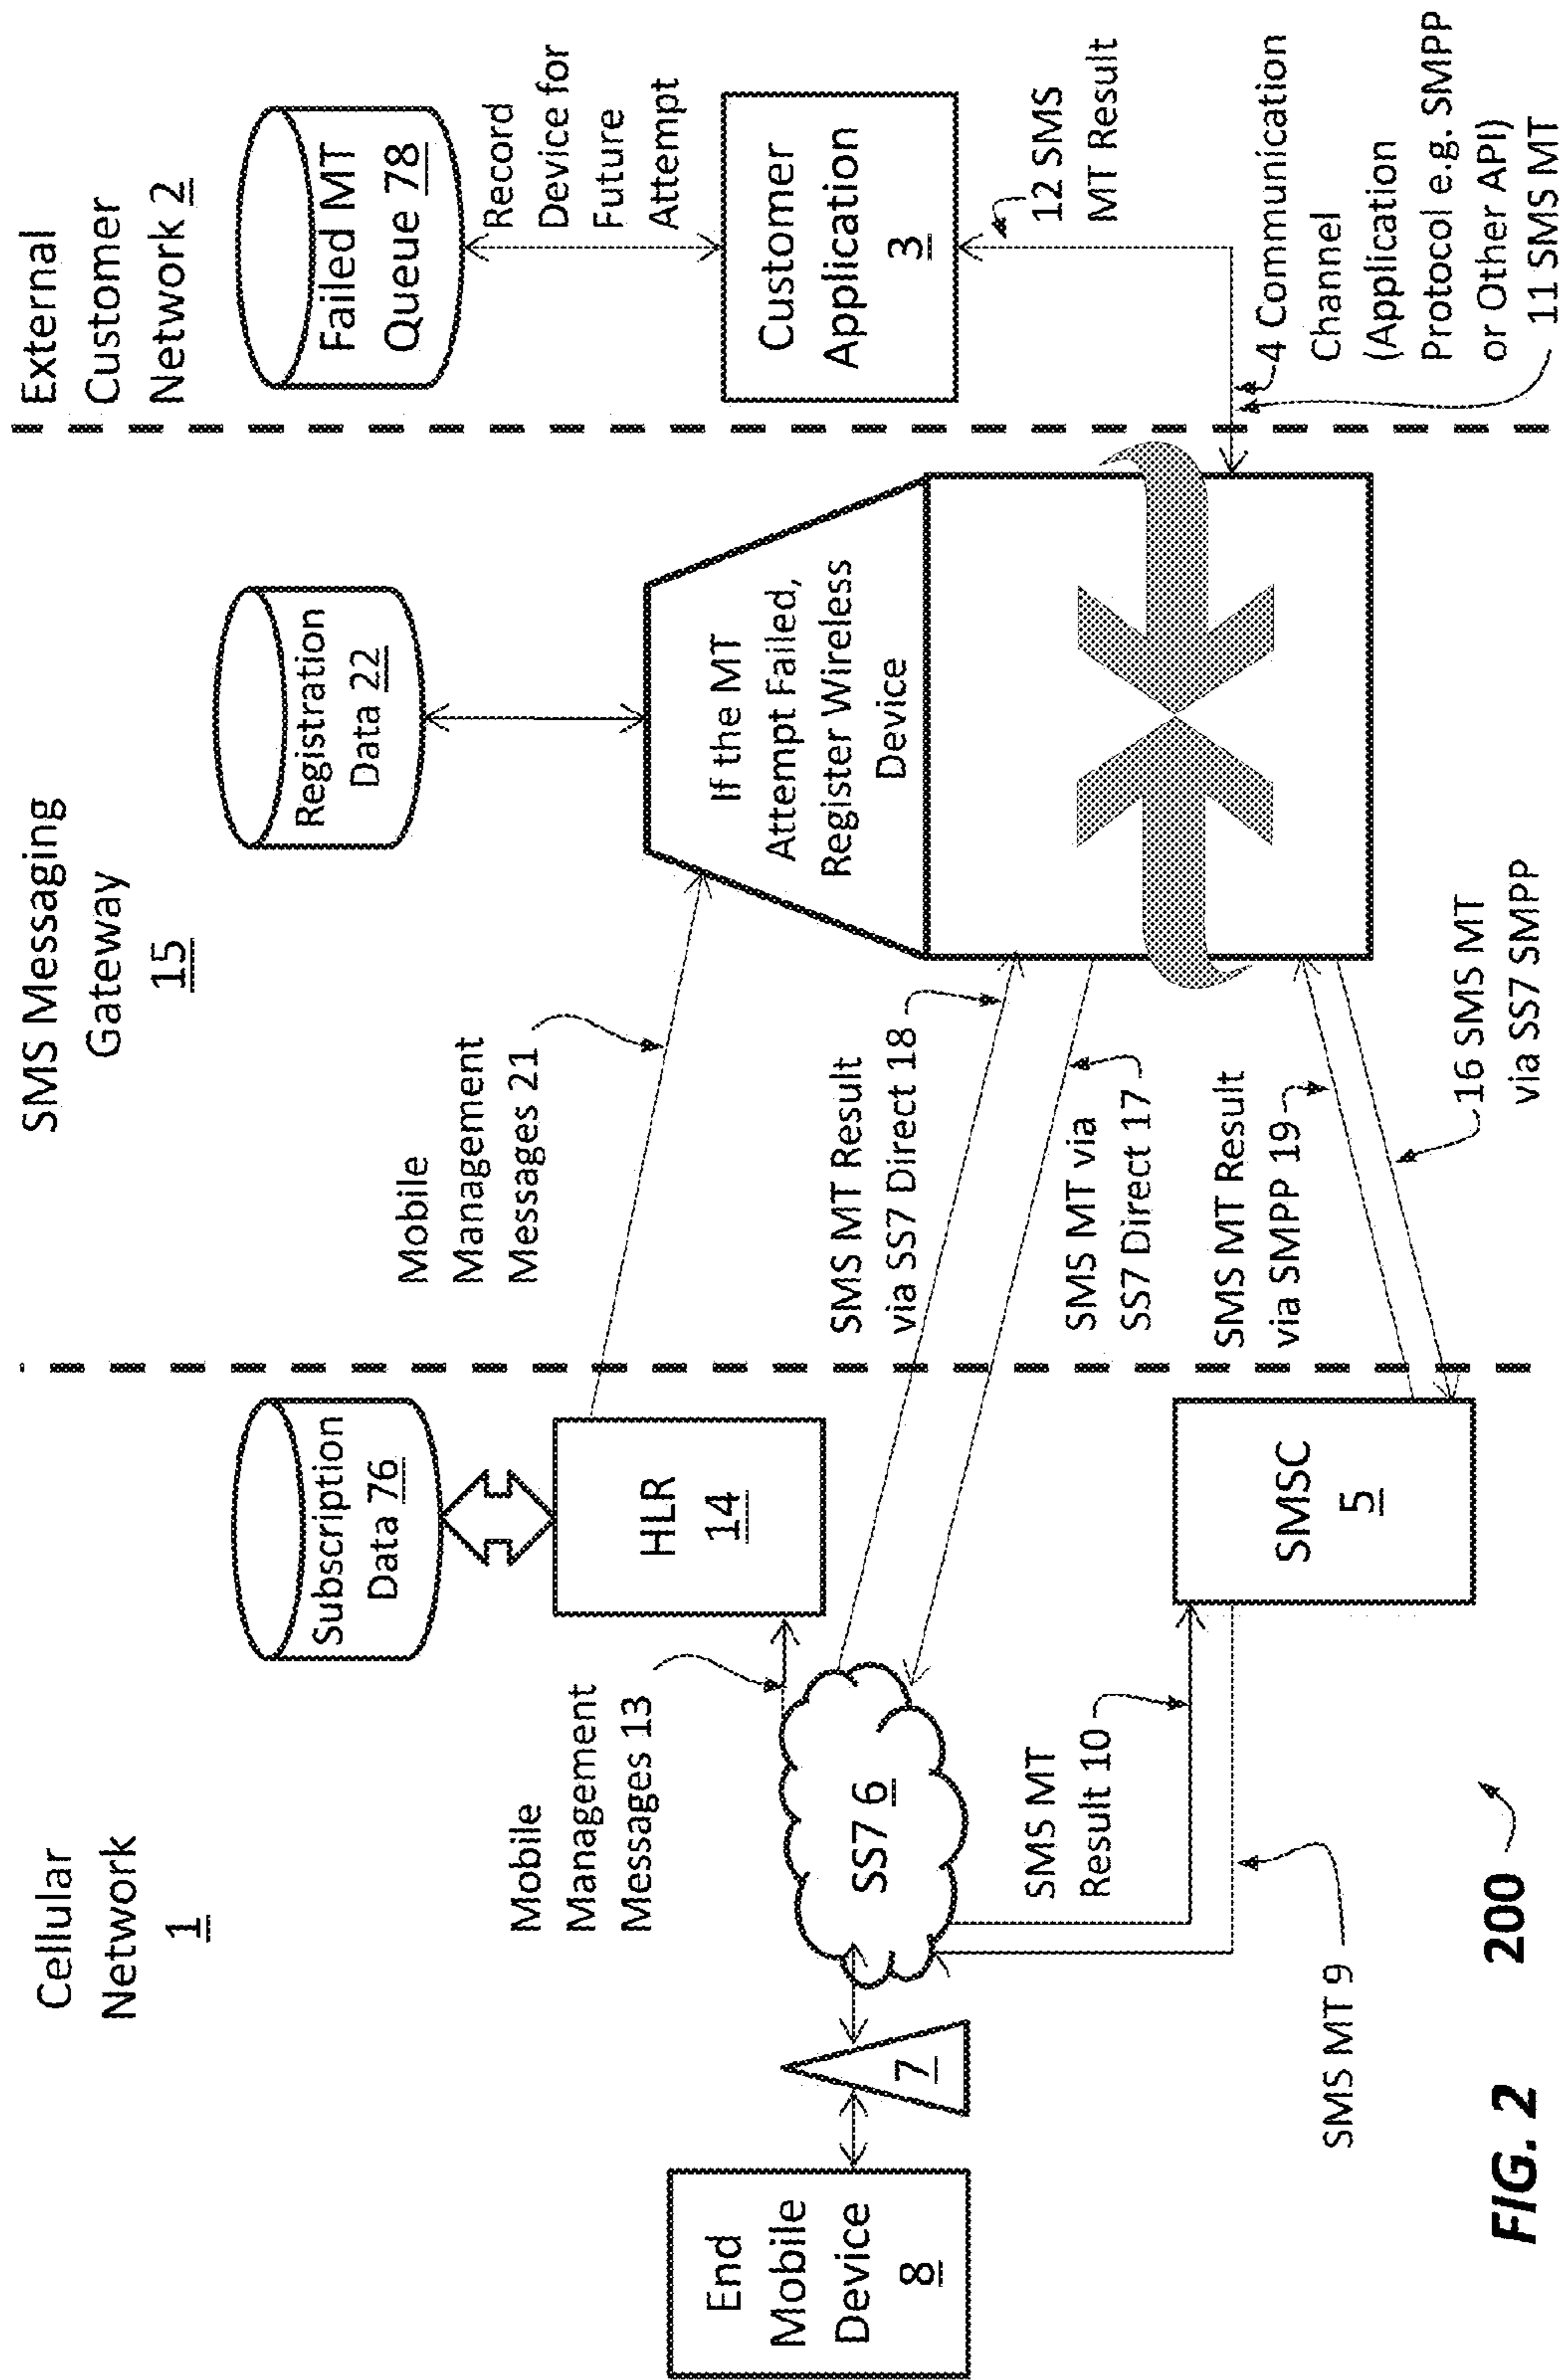 Cellular
Network
1
SMS Messaging
Gateway
15
External
Customer
Network 2
Subscription
Data 76
Registration
Data 22
Failed MT
Queue 78
Record
Device for
Future
Attempt
Mobile
Management
Messages 21
HLR
14
Mobile
Management
Messages 13
If the MT
Attempt Failed,
Register Wireless
Device
Customer
Application
3
End
Mobile
Device
8
7
SS7 6
SMS MT Result
via SS7 Direct 18
SMS MT via
SS7 Direct 17
12 SMS
MT Result
SMS MT
Result 10
SMSC
5
SMS MT Result
via SMPP 19
4 Communication
Channel
(Application
Protocol e.g. SMPP
or Other API)
11 SMS MT
SMS MT 9
16 SMS MT
via SS7 SMPP
FIG. 2
200